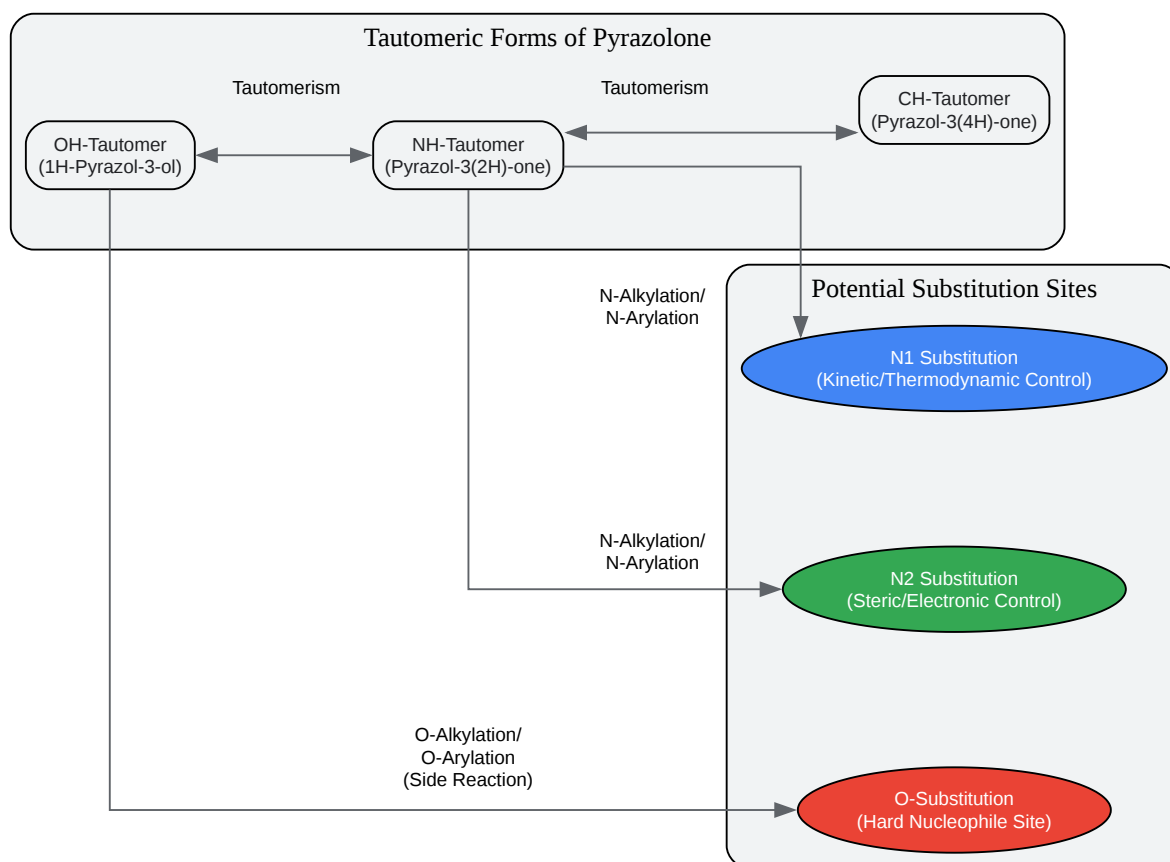 Tautomeric Forms of Pyrazolone
Tautomerism
Tautomerism
CH-Tautomer
(Pyrazol-3(4H)-one)
OH-Tautomer
(1H-Pyrazol-3-ol)
NH-Tautomer
(Pyrazol-3(2H)-one)
N-Alkylation/
N-Arylation
Potential Substitution Sites
N1 Substitution
(Kinetic/Thermodynamic Control)
N-Alkylation/
N-Arylation
N2 Substitution
(Steric/Electronic Control)
O-Alkylation/
O-Arylation
(Side Reaction)
O-Substitution
(Hard Nucleophile Site)